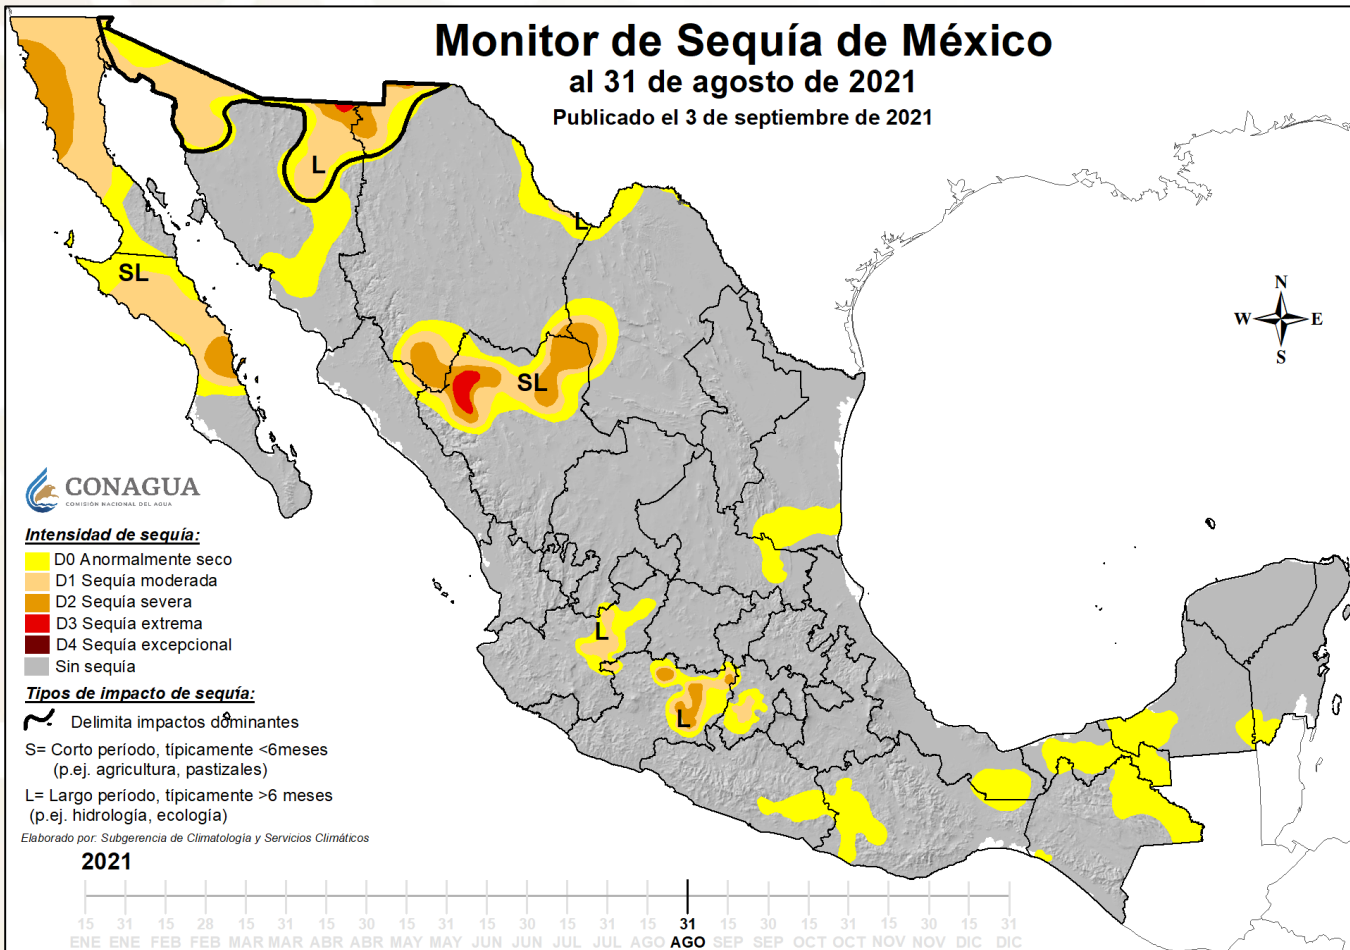 Monitor de Sequía de México
al 31 de agosto de 2021
Publicado el 3 de septiembre de 2021
L
L
SL
N
W E
S
SL
CONAGUA
COMISIÓN NACIONAL DEL AGUA
Intensidad de sequía:
D0 Anormalmente seco
D1 Sequía moderada
D2 Sequía severa
D3 Sequía extrema
D4 Sequía excepcional
Sin sequía
L
L
Tipos de impacto de sequía:
Delimita impactos dominantes
S= Corto período, típicamente <6meses
(p.ej. agricultura, pastizales)
L= Largo período, típicamente >6 meses
(p.ej. hidrología, ecología)
Elaborado por: Subgerencia de Climatología y Servicios Climáticos
2021
15 31 15 28 15 31 15 30 15 31 15 30 15 31 15 31 15 30 15 31 15 30 15 31
ENE ENE FEB FEB MAR MAR ABR ABR MAY MAY JUN JUN JUL JUL AGO AGO SEP SEP OCT OCT NOV NOV DIC DIC